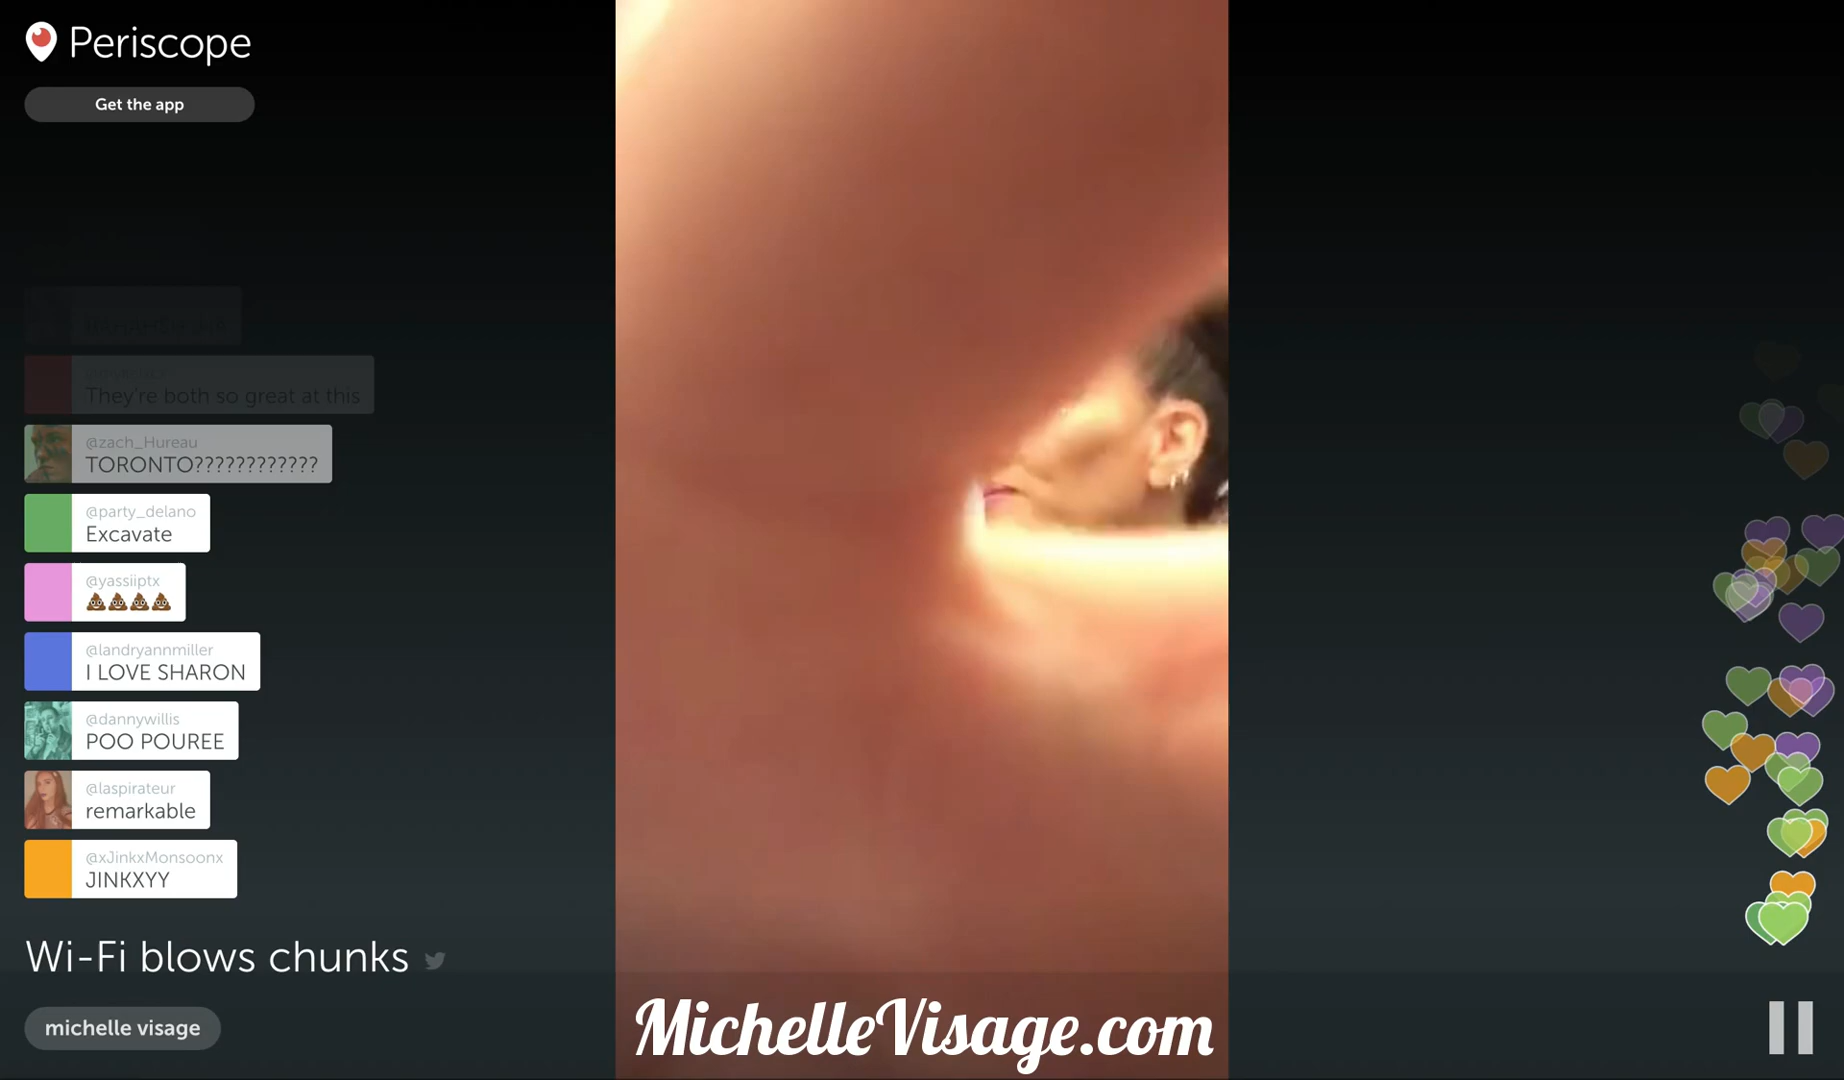 Periscope
Get the app
They're both so great at this
@zach_Hureau
TORONTO????????????
@party_delano
Excavate
@yassiiptx
💩💩💩💩
@landryannmiller
I LOVE SHARON
@dannywillis
POO POUREE
@laspirateur
remarkable
@xJinkxMonsoonx
JINKXYY
Wi-Fi blows chunks
michelle visage
MichelleVisage.com